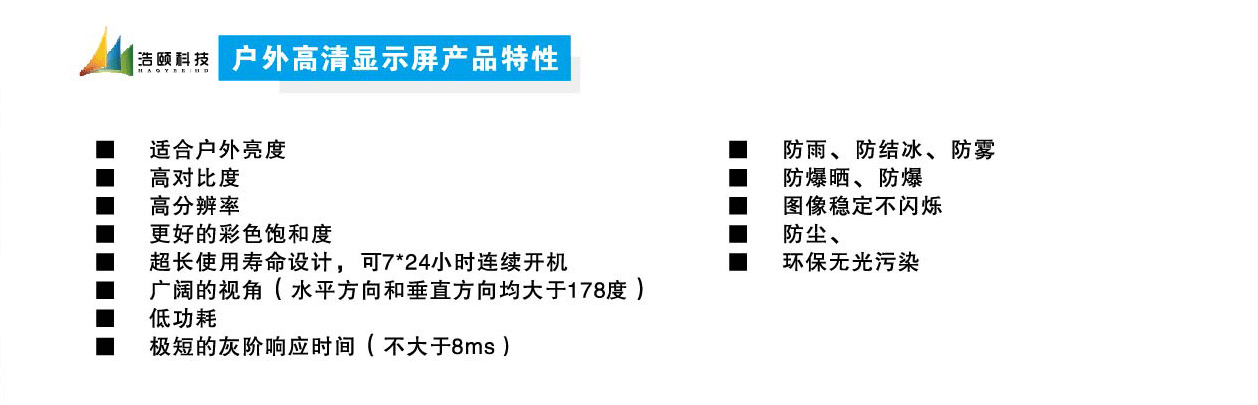 浩颐科技
户外高清显示屏产品特性
适合户外亮度
高对比度
高分辨率
更好的彩色饱和度
超长使用寿命设计，可7*24小时连续开机
广阔的视角（水平方向和垂直方向均大于178度）
低功耗
极短的灰阶响应时间（不大于8ms）
防雨、防结冰、防雾
防爆晒、防爆
图像稳定不闪烁
防尘、
环保无光污染